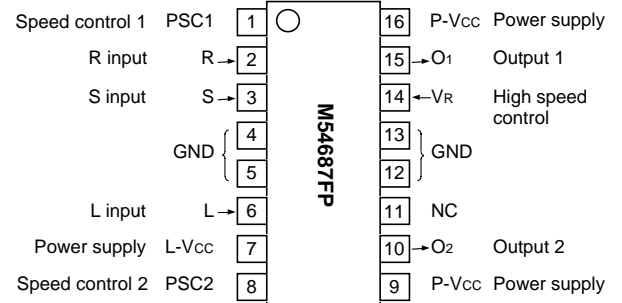 Speed control 1 PSC1 1 16 P-VCC Power supply
R input R 2 15 O1 Output 1
S input S 3 14 VR High speed control
GND 4 13 GND
5 12
L input L 6 11 NC
Power supply L-VCC 7 10 O2 Output 2
Speed control 2 PSC2 8 9 P-VCC Power supply
M54687FP